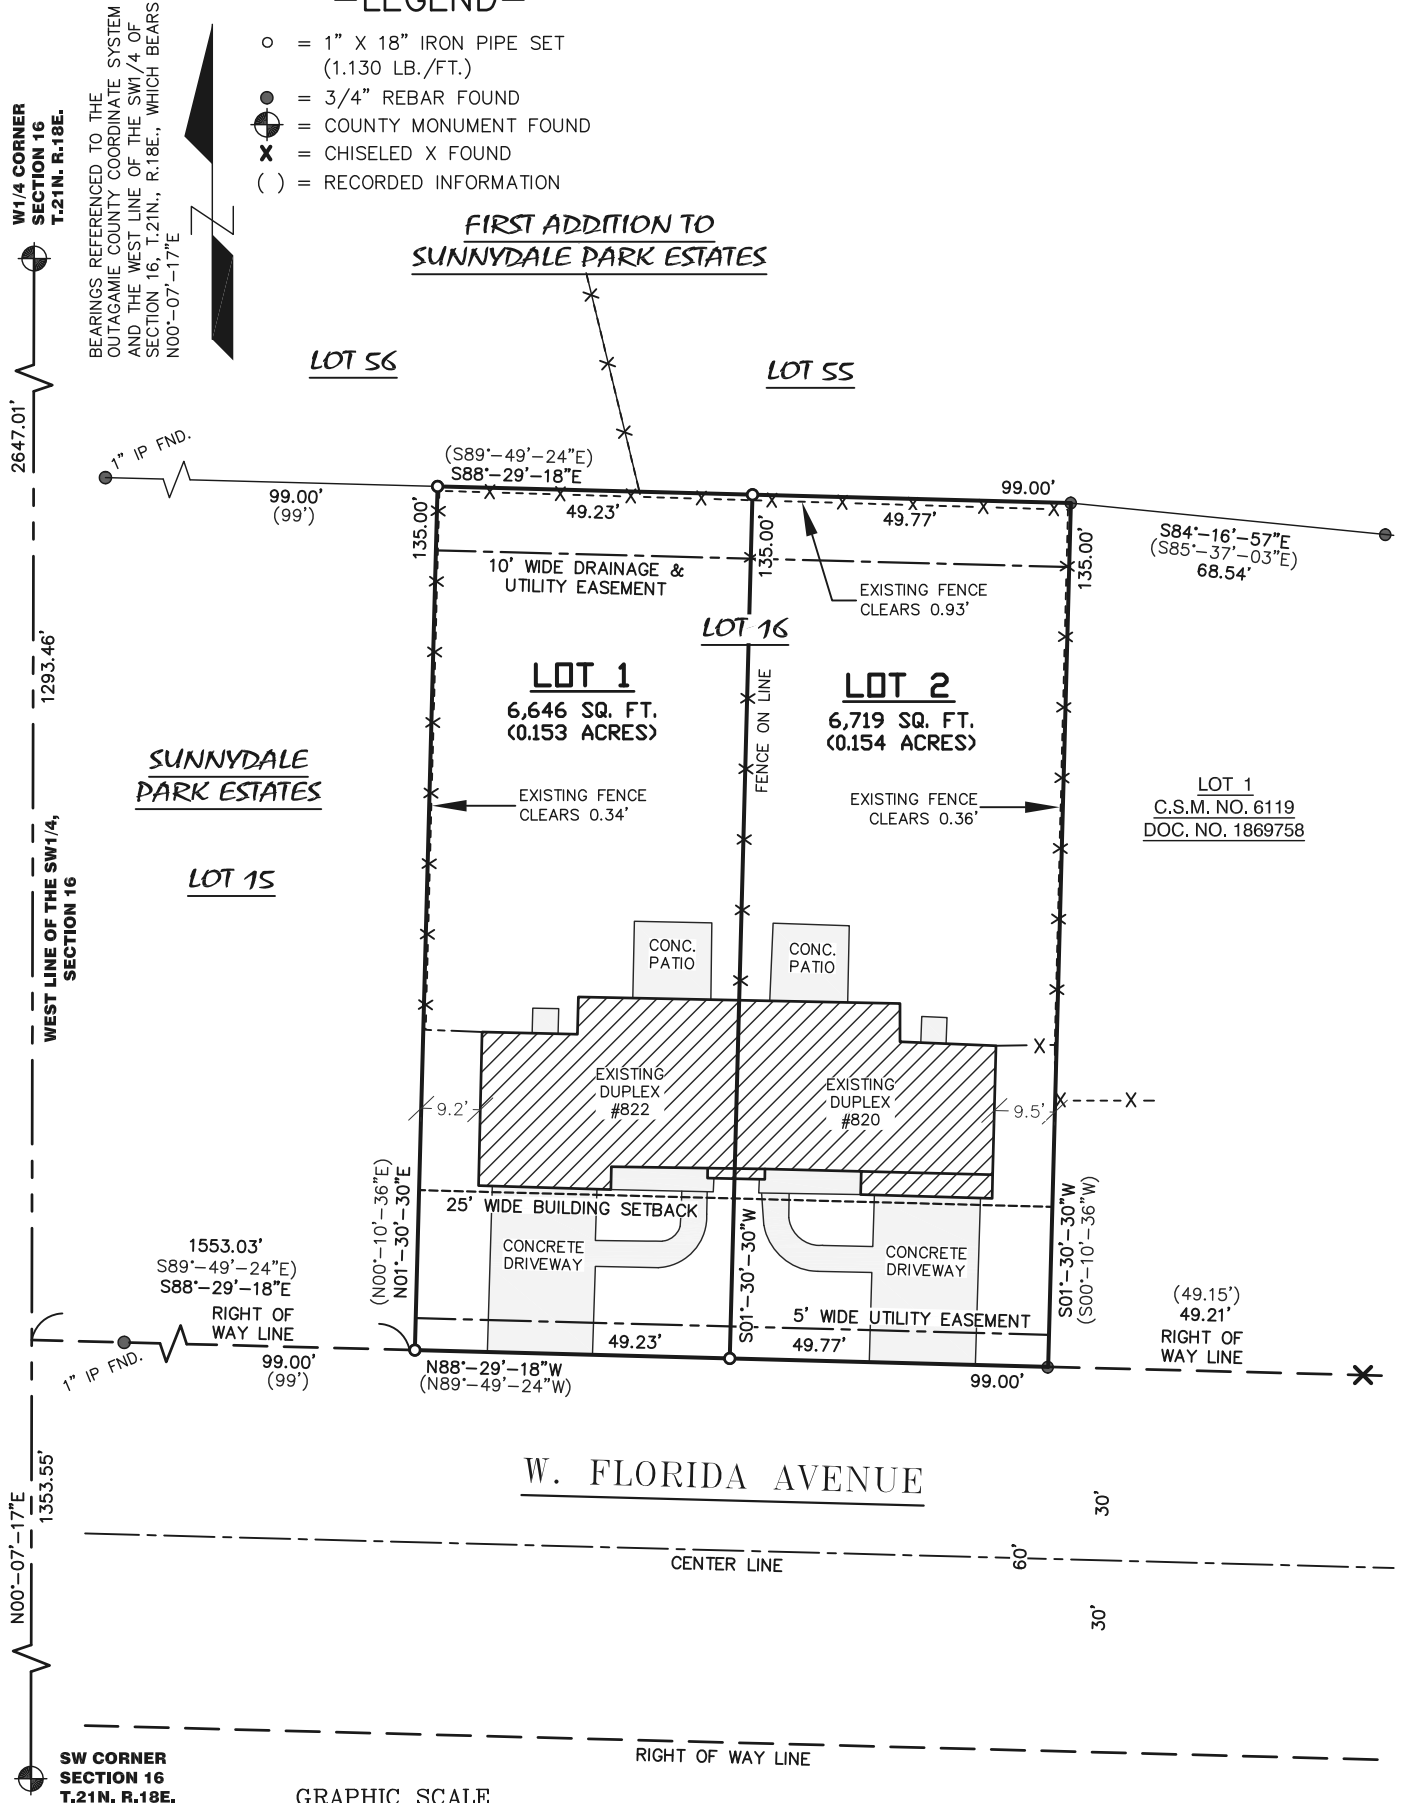 -LEGEND-
= 1" X 18" IRON PIPE SET
(1.130 LB./FT.)
= 3/4" REBAR FOUND
= COUNTY MONUMENT FOUND
X = CHISELED X FOUND
( ) = RECORDED INFORMATION
W1/4 CORNER
SECTION 16
T.21N. R.18E.
BEARINGS REFERENCED TO THE
OUTAGAMIE COUNTY COORDINATE SYSTEM
AND THE WEST LINE OF THE SW1/4 OF
SECTION 16, T.21N., R.18E., WHICH BEARS
N00°-07'-17"E
FIRST ADDITION TO
SUNNYDALE PARK ESTATES
LOT 56
LOT 55
2647.01'
1" IP FND.
99.00'
(99')
(S89°-49'-24"E)
S88°-29'-18"E
99.00'
49.23'
49.77'
135.00'
135.00'
135.00'
S84°-16'-57"E
(S85°-37'-03"E)
68.54'
10' WIDE DRAINAGE &
UTILITY EASEMENT
EXISTING FENCE
CLEARS 0.93'
LOT 16
1293.46'
LOT 1
6,646 SQ. FT.
(0.153 ACRES)
LOT 2
6,719 SQ. FT.
(0.154 ACRES)
FENCE ON LINE
SUNNYDALE
PARK ESTATES
EXISTING FENCE
CLEARS 0.34'
EXISTING FENCE
CLEARS 0.36'
LOT 1
C.S.M. NO. 6119
DOC. NO. 1869758
LOT 15
WEST LINE OF THE SW1/4,
SECTION 16
CONC.
PATIO
CONC.
PATIO
X
EXISTING
DUPLEX
#822
EXISTING
DUPLEX
#820
9.2'
9.5'
X
X
(N00°-10'-36"E)
N01°-30'-30"E
25' WIDE BUILDING SETBACK
S01°-30'-30"W
S01°-30'-30"W
(S00°-10'-36"W)
CONCRETE
DRIVEWAY
CONCRETE
DRIVEWAY
1553.03'
(S89°-49'-24"E)
S88°-29'-18"E
RIGHT OF
WAY LINE
99.00'
(99')
1" IP FND.
5' WIDE UTILITY EASEMENT
49.23'
49.77'
(49.15')
49.21'
RIGHT OF
WAY LINE
N88°-29'-18"W
(N89°-49'-24"W)
99.00'
1353.55'
N00°-07'-17"E
W. FLORIDA AVENUE
30'
CENTER LINE
60'
30'
RIGHT OF WAY LINE
SW CORNER
SECTION 16
T.21N. R.18E.
GRAPHIC SCALE